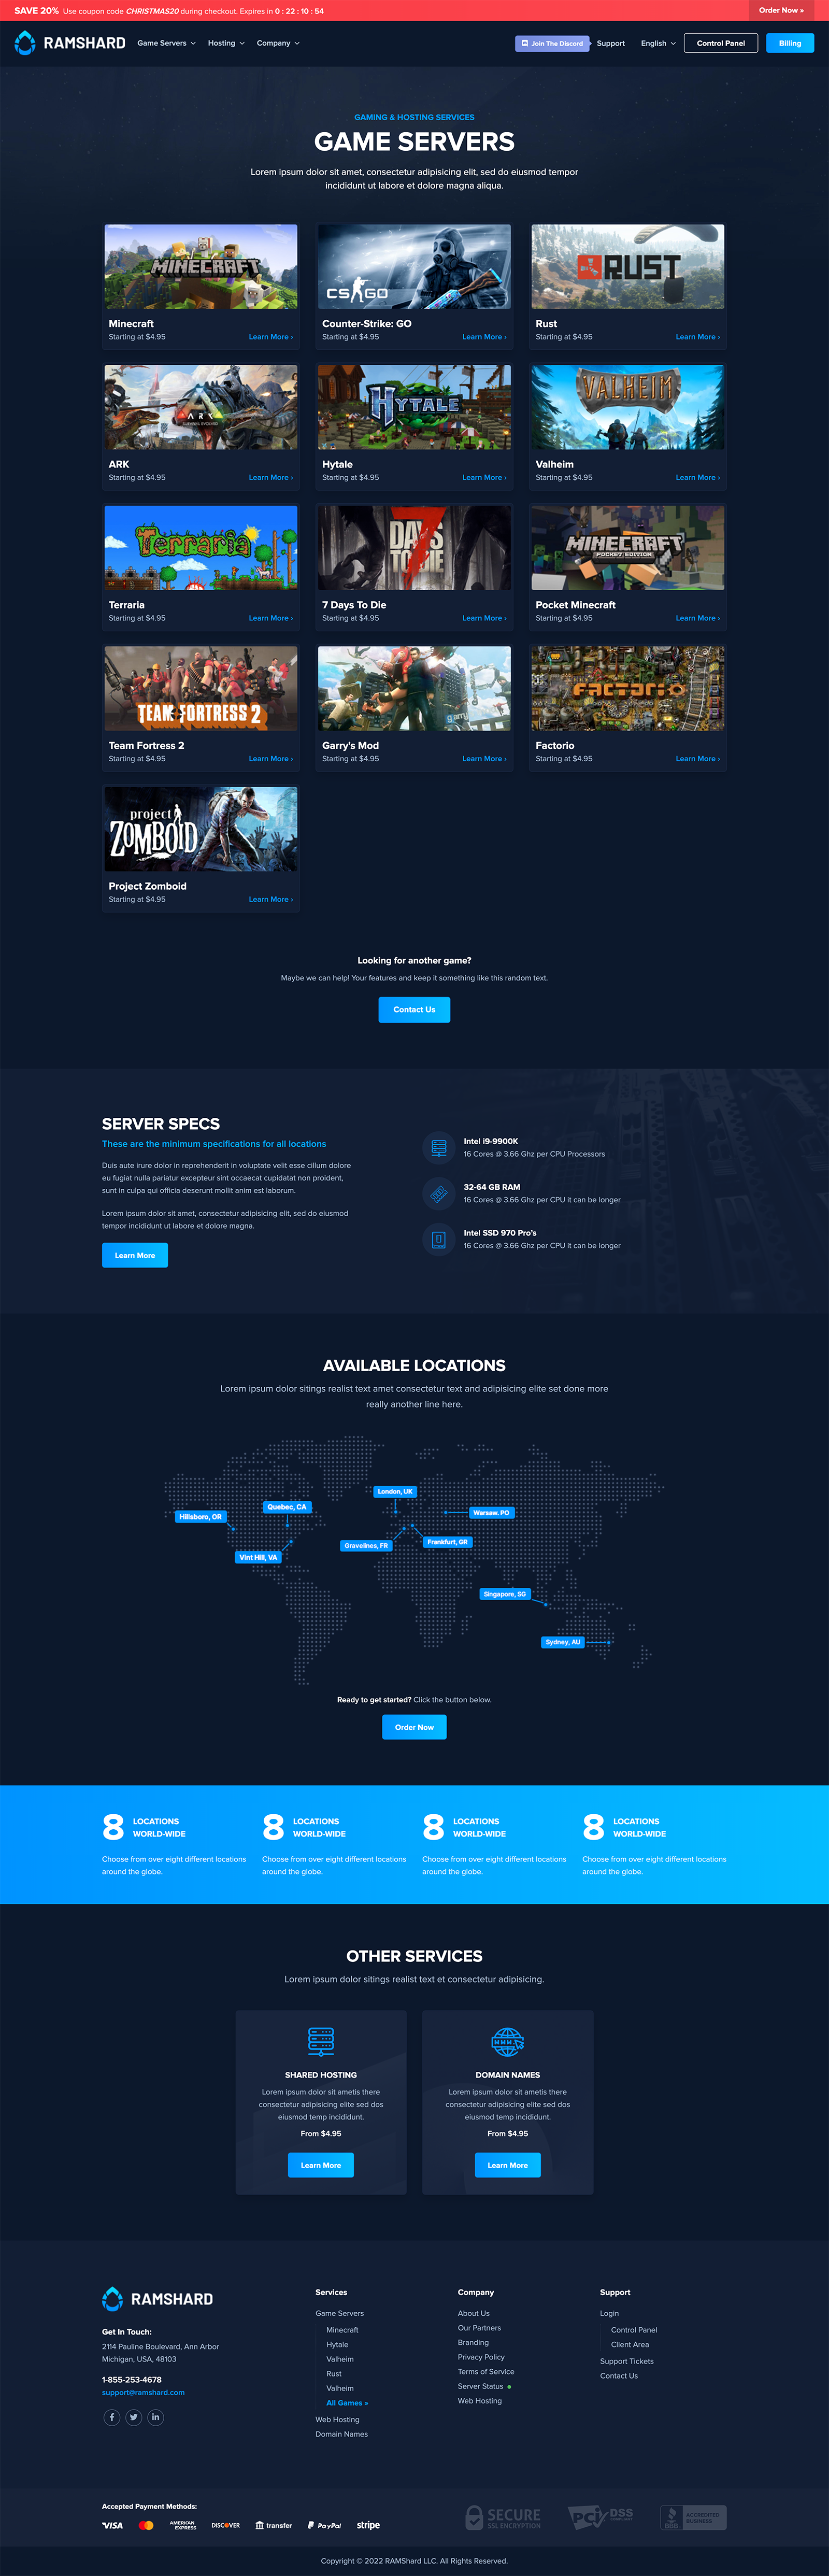 SAVE 20% Use coupon code CHRISTMAS20 during checkout. Expires in 0 : 22 : 10 : 54
Order Now »
RAMSHARD
Game Servers
Hosting
Company
Join The Discord
Support
English
Control Panel
Billing
GAMING & HOSTING SERVICES
GAME SERVERS
Lorem ipsum dolor sit amet, consectetur adipisicing elit, sed do eiusmod tempor
incididunt ut labore et dolore magna aliqua.
MINECRAFT
Minecraft
Starting at $4.95
Learn More ›
CS GO
Counter-Strike: GO
Starting at $4.95
Learn More ›
RUST
Rust
Starting at $4.95
Learn More ›
ARK
SURVIVAL EVOLVED
ARK
Starting at $4.95
Learn More ›
HYTALE
Hytale
Starting at $4.95
Learn More ›
VALHEIM
Valheim
Starting at $4.95
Learn More ›
Terraria
Terraria
Starting at $4.95
Learn More ›
7 DAYS
TO DIE
7 Days To Die
Starting at $4.95
Learn More ›
MINECRAFT
POCKET EDITION
Pocket Minecraft
Starting at $4.95
Learn More ›
TEAM FORTRESS 2
Team Fortress 2
Starting at $4.95
Learn More ›
garry
Garry's Mod
Starting at $4.95
Learn More ›
FACTORIO
Factorio
Starting at $4.95
Learn More ›
project
ZOMBOID
Project Zomboid
Starting at $4.95
Learn More ›
Looking for another game?
Maybe we can help! Your features and keep it something like this random text.
Contact Us
SERVER SPECS
These are the minimum specifications for all locations
Duis aute irure dolor in reprehenderit in voluptate velit esse cillum dolore
eu fugiat nulla pariatur excepteur sint occaecat cupidatat non proident,
sunt in culpa qui officia deserunt mollit anim est laborum.
Lorem ipsum dolor sit amet, consectetur adipisicing elit, sed do eiusmod
tempor incididunt ut labore et dolore magna.
Learn More
Intel i9-9900K
16 Cores @ 3.66 Ghz per CPU Processors
32-64 GB RAM
16 Cores @ 3.66 Ghz per CPU it can be longer
Intel SSD 970 Pro's
16 Cores @ 3.66 Ghz per CPU it can be longer
AVAILABLE LOCATIONS
Lorem ipsum dolor sitings realist text amet consectetur text and adipisicing elite set done more
really another line here.
London, UK
Quebec, CA
Hillsboro, OR
Warsaw, PO
Gravelines, FR
Frankfurt, GR
Vint Hill, VA
Singapore, SG
Sydney, AU
Ready to get started? Click the button below.
Order Now
8 LOCATIONS
WORLD-WIDE
Choose from over eight different locations
around the globe.
8 LOCATIONS
WORLD-WIDE
Choose from over eight different locations
around the globe.
8 LOCATIONS
WORLD-WIDE
Choose from over eight different locations
around the globe.
8 LOCATIONS
WORLD-WIDE
Choose from over eight different locations
around the globe.
OTHER SERVICES
Lorem ipsum dolor sitings realist text et consectetur adipisicing.
SHARED HOSTING
Lorem ipsum dolor sit ametis there
consectetur adipisicing elite sed dos
eiusmod temp incididunt.
From $4.95
Learn More
WWW
DOMAIN NAMES
Lorem ipsum dolor sit ametis there
consectetur adipisicing elite sed dos
eiusmod temp incididunt.
From $4.95
Learn More
RAMSHARD
Get In Touch:
2114 Pauline Boulevard, Ann Arbor
Michigan, USA, 48103
1-855-253-4678
support@ramshard.com
Services
Game Servers
Minecraft
Hytale
Valheim
Rust
Valheim
All Games »
Web Hosting
Domain Names
Company
About Us
Our Partners
Branding
Privacy Policy
Terms of Service
Server Status
Web Hosting
Support
Login
Control Panel
Client Area
Support Tickets
Contact Us
Accepted Payment Methods:
VISA
AMERICAN
EXPRESS
DISCOVER
transfer
PayPal
stripe
SECURE
SSL ENCRYPTION
PCI DSS
BBB
ACCREDITED
BUSINESS
Copyright © 2022 RAMShard LLC. All Rights Reserved.